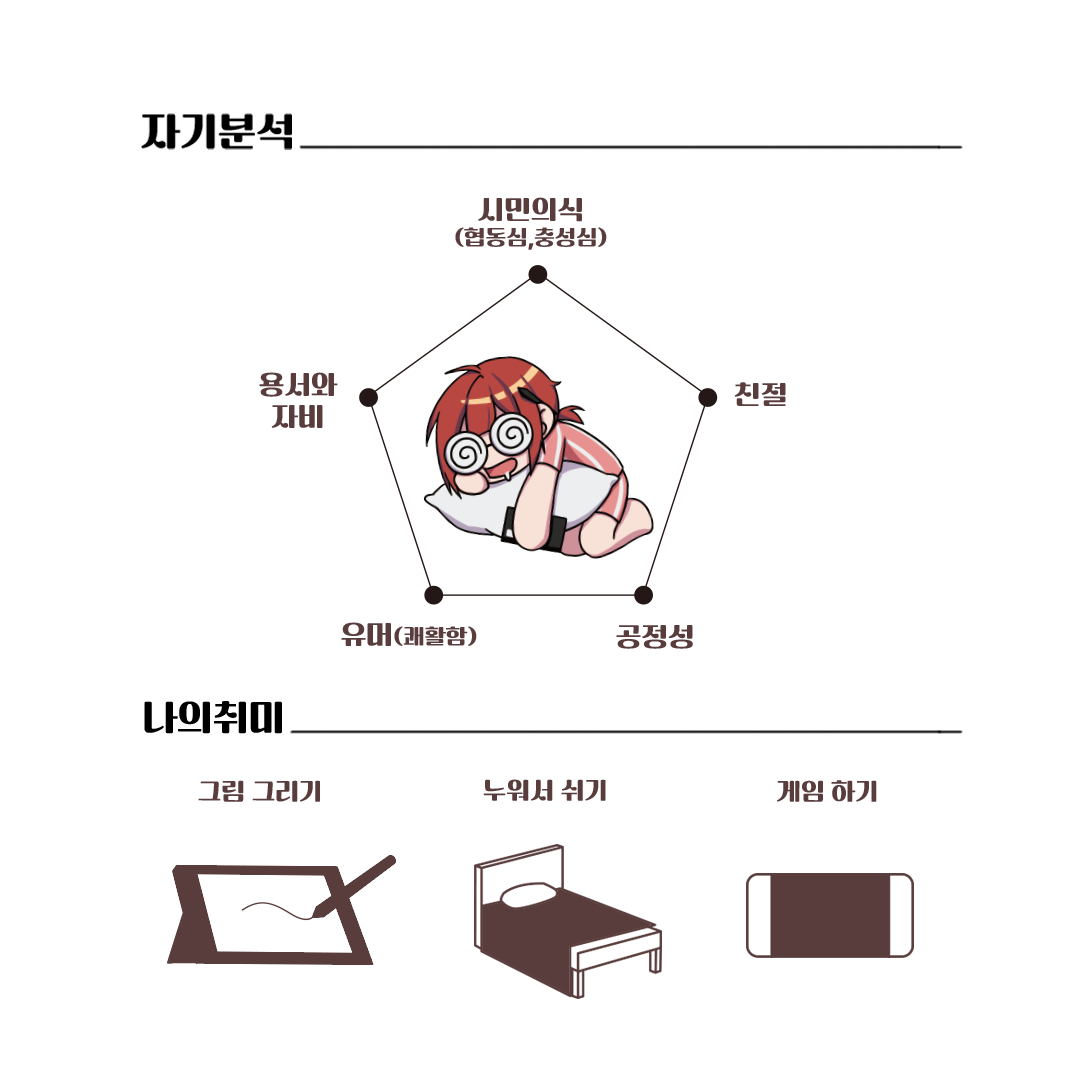 자기분석
시민의식
(협동심,충성심)
용서와
자비
친절
유머(쾌활함)
공정성
나의취미
그림 그리기
누워서 쉬기
게임 하기